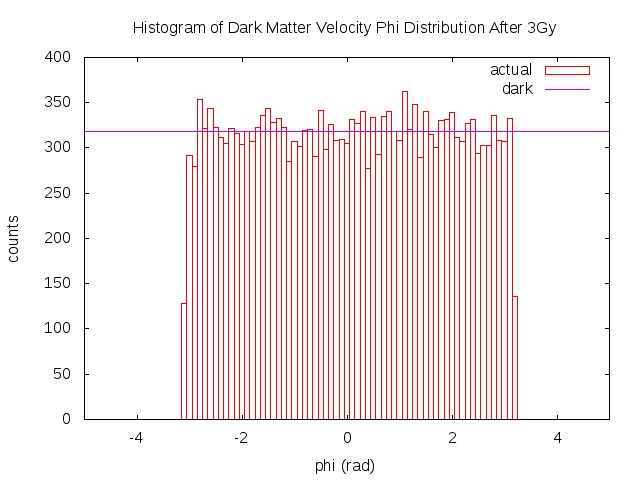 Histogram of Dark Matter Velocity Phi Distribution After 3Gy
400
350
300
250
200
150
100
50
0
counts
actual
dark
-4 -2 0 2 4
phi (rad)